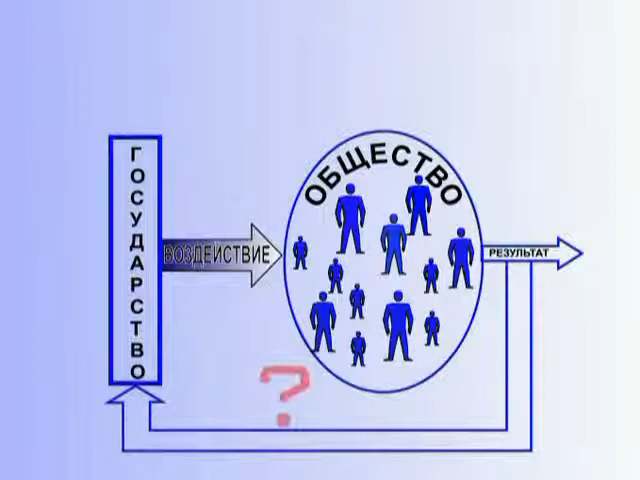 ГОСУДАРСТВО
ВОЗДЕЙСТВИЕ
ОБЩЕСТВО
РЕЗУЛЬТАТ
?